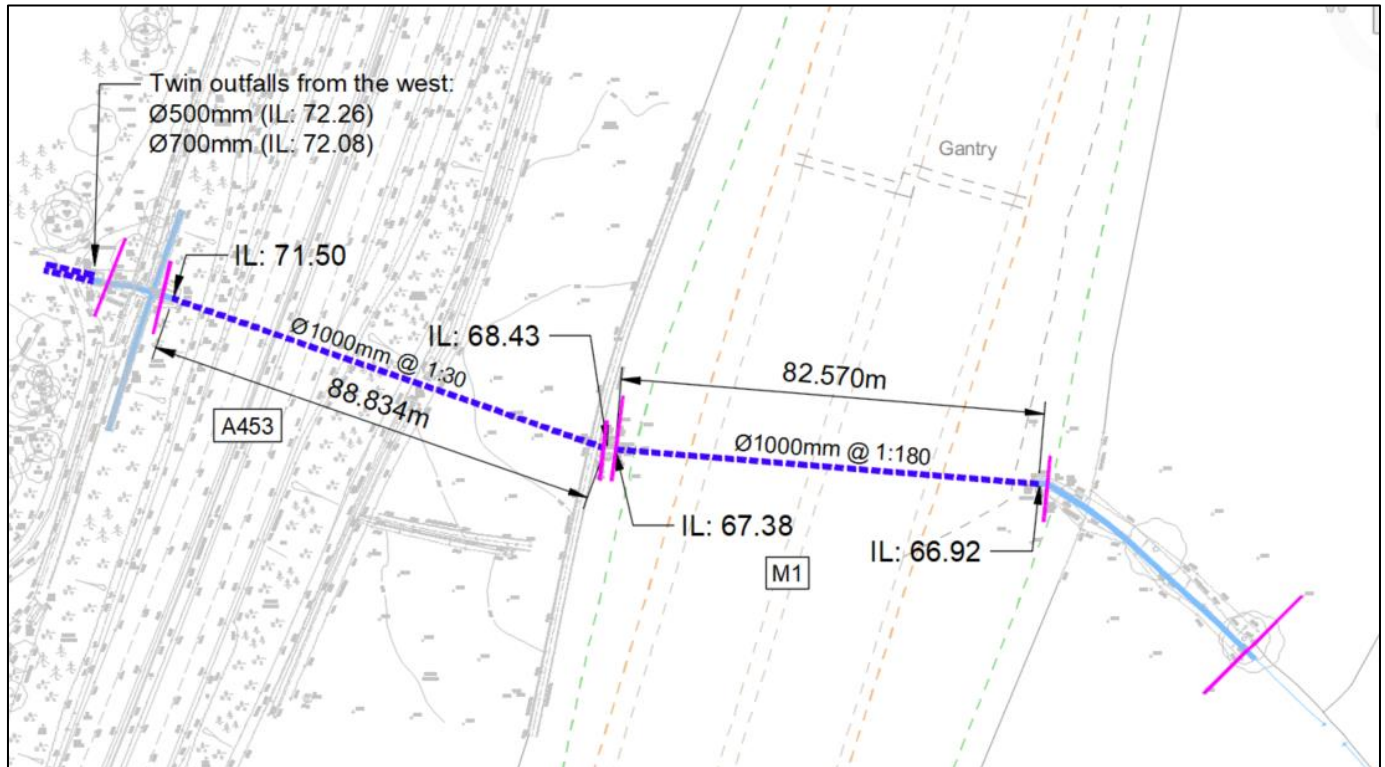 Twin outfalls from the west:
Ø500mm (IL: 72.26)
Ø700mm (IL: 72.08)
Gantry
IL: 71.50
Ø1000mm @ 1:30
IL: 68.43
88.834m
A453
82.570m
Ø1000mm @ 1:180
IL: 67.38
IL: 66.92
M1